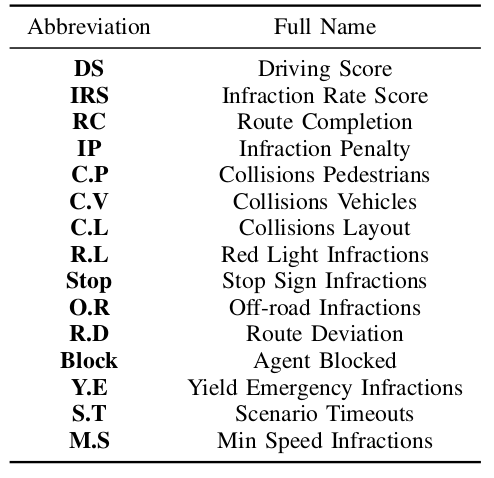 Abbreviation Full Name
DS Driving Score
IRS Infraction Rate Score
RC Route Completion
IP Infraction Penalty
C.P Collisions Pedestrians
C.V Collisions Vehicles
C.L Collisions Layout
R.L Red Light Infractions
Stop Stop Sign Infractions
O.R Off-road Infractions
R.D Route Deviation
Block Agent Blocked
Y.E Yield Emergency Infractions
S.T Scenario Timeouts
M.S Min Speed Infractions